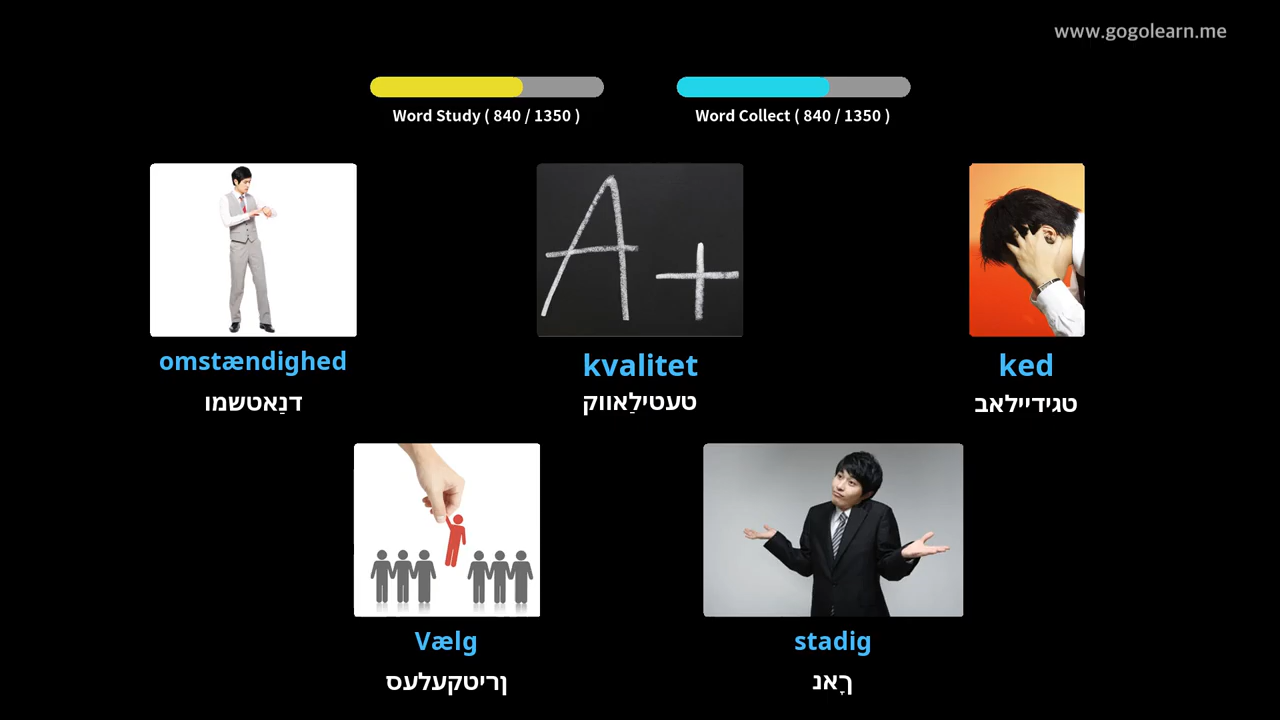 www.gogolearn.me
Word Study ( 840 / 1350 )
Word Collect ( 840 / 1350 )
omstændighed
kvalitet
ked
דנַאטשמו
טעטילַאווק
טגידיילאב
Vælg
stadig
ןריטקעלעס
ךָאנ
A+